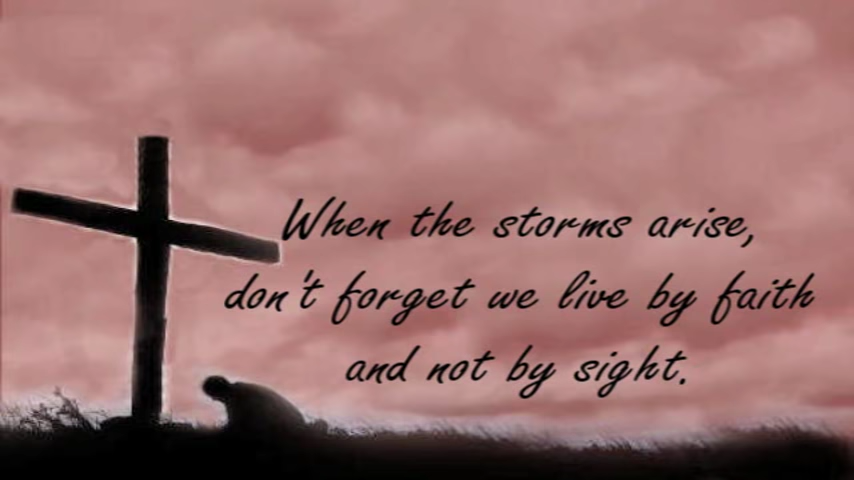 When the storms arise,
don't forget we live by faith
and not by sight.